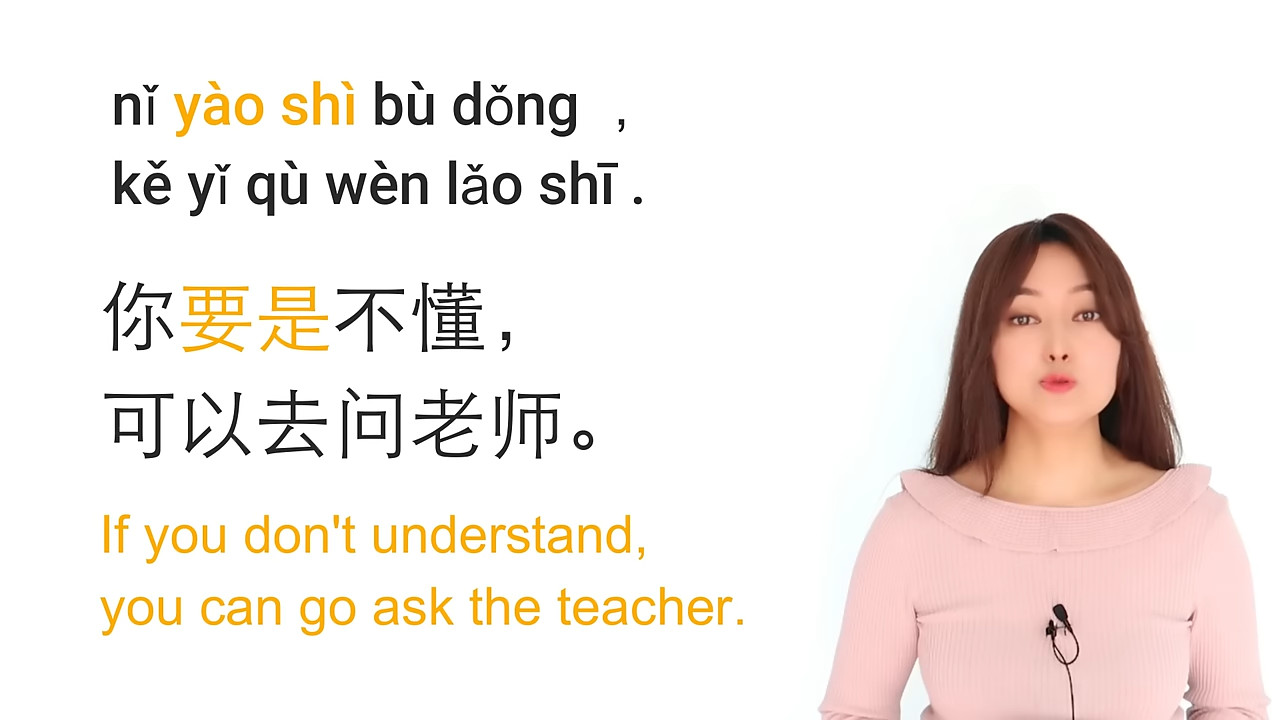 nǐ yào shì bù dǒng ,
kě yǐ qù wèn lǎo shī .
你要是不懂，
可以去问老师。
If you don't understand,
you can go ask the teacher.